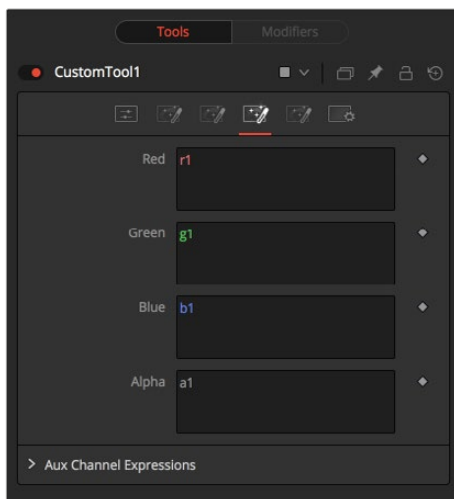 Tools Modifiers
CustomTool1
Red r1
Green g1
Blue b1
Alpha a1
Aux Channel Expressions